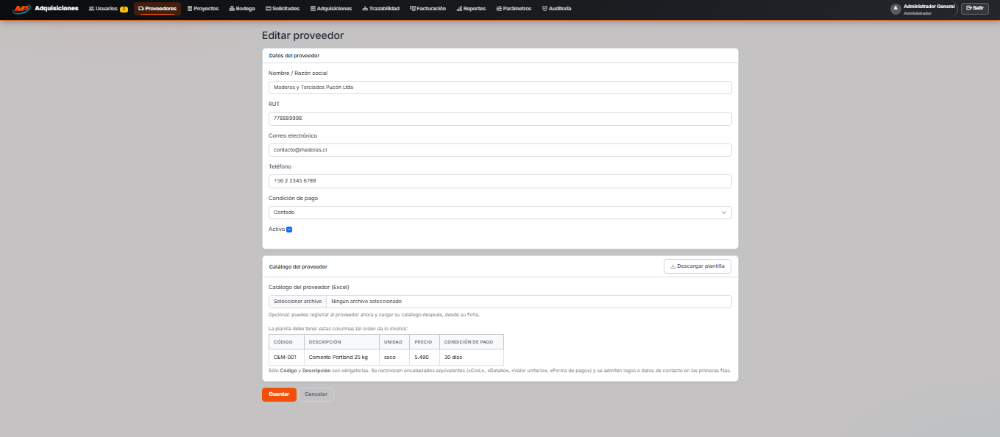 MS Adquisiciones Usuarios 2 Proveedores Proyectos Bodega Solicitudes Adquisiciones Trazabilidad Facturación Reportes Parámetros Auditoría A Administrador General Salir
Administrador
Editar proveedor
Datos del proveedor
Nombre / Razón social
Maderas y Terciados Pucón Ltda
RUT
778889998
Correo electrónico
contacto@maderas.cl
Teléfono
+56 2 2345 6789
Condición de pago
Contado
Activo
Catálogo del proveedor Descargar plantilla
Catálogo del proveedor (Excel)
Seleccionar archivo Ningún archivo seleccionado
Opcional: puedes registrar al proveedor ahora y cargar su catálogo después, desde su ficha.
La planilla debe tener estas columnas (el orden da lo mismo):
CÓDIGO DESCRIPCIÓN UNIDAD PRECIO CONDICIÓN DE PAGO
CEM-001 Cemento Portland 25 kg saco 5.490 30 días
Sólo Código y Descripción son obligatorias. Se reconocen encabezados equivalentes («Cod.», «Detalle», «Valor unitario», «Forma de pago») y se admiten logos o datos de contacto en las primeras filas.
Guardar Cancelar